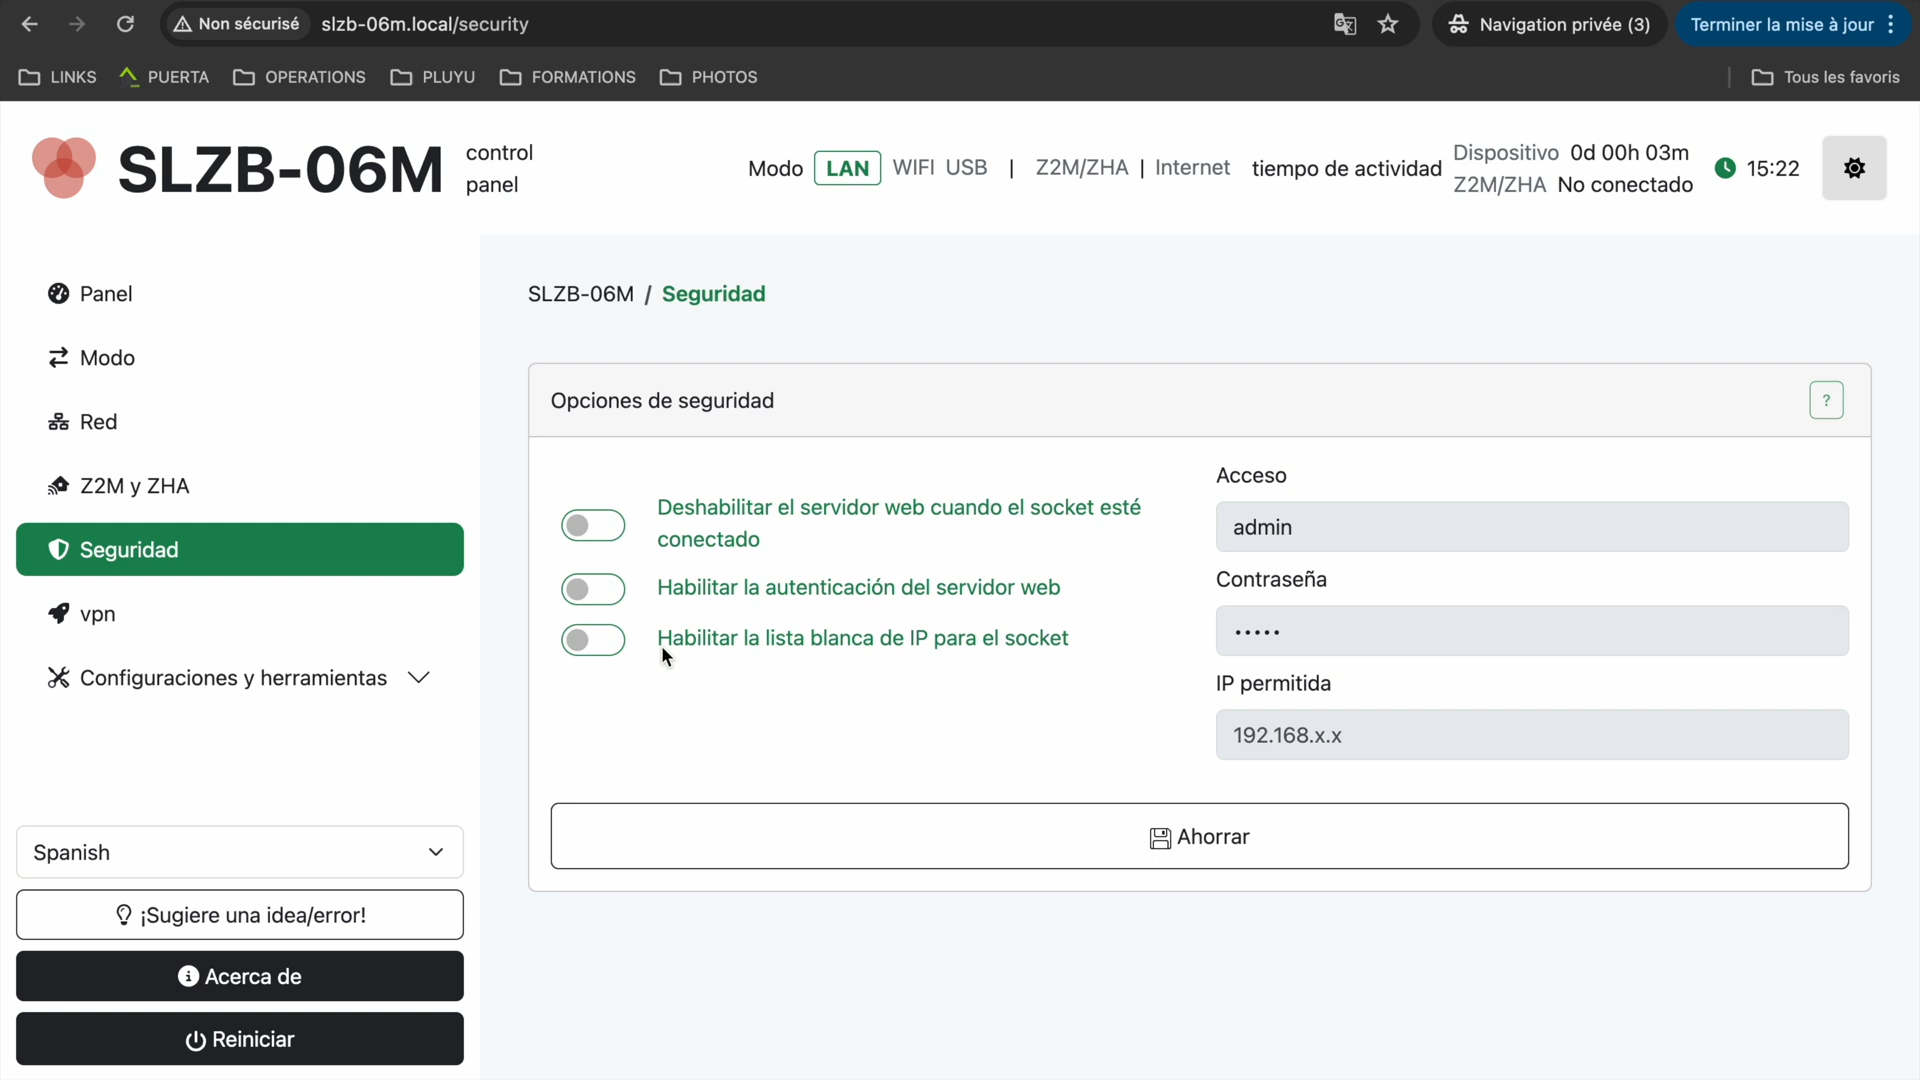 Non sécurisé slzb-06m.local/security Navigation privée (3) Terminer la mise à jour
LINKS PUERTA OPERATIONS PLUYU FORMATIONS PHOTOS Tous les favoris
SLZB-06M control panel
Modo LAN WIFI USB | Z2M/ZHA | Internet tiempo de actividad
Dispositivo 0d 00h 03m
Z2M/ZHA No conectado
15:22
Panel
Modo
Red
Z2M y ZHA
Seguridad
vpn
Configuraciones y herramientas
Spanish
¡Sugiere una idea/error!
Acerca de
Reiniciar
SLZB-06M / Seguridad
Opciones de seguridad ?
Deshabilitar el servidor web cuando el socket esté
conectado
Habilitar la autenticación del servidor web
Habilitar la lista blanca de IP para el socket
Acceso
admin
Contraseña
•••••
IP permitida
192.168.x.x
Ahorrar